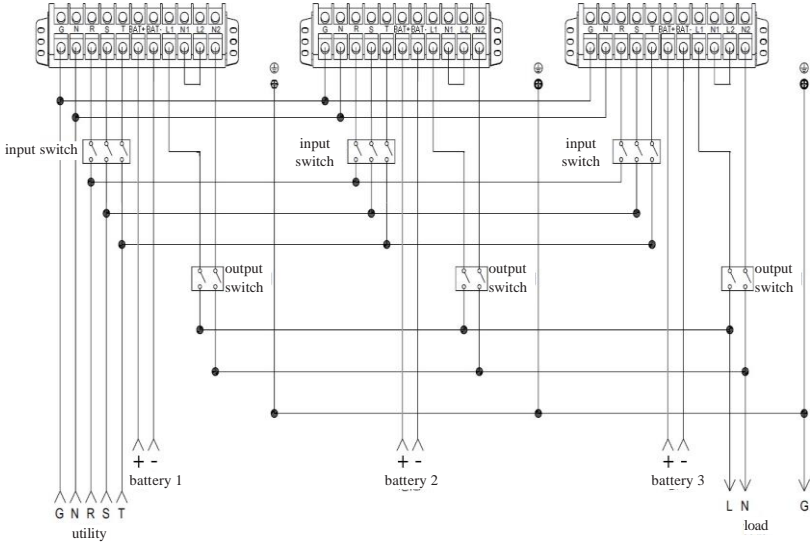 G N R S T BAT+ BAT- L1 N1 L2 N2
G N R S T BAT+ BAT- L1 N1 L2 N2
G N R S T BAT+ BAT- L1 N1 L2 N2
input switch
input
switch
input
switch
output
switch
output
switch
output
switch
+ -
battery 1
+ -
battery 2
+ -
battery 3
G N R S T
utility
L N
load
G